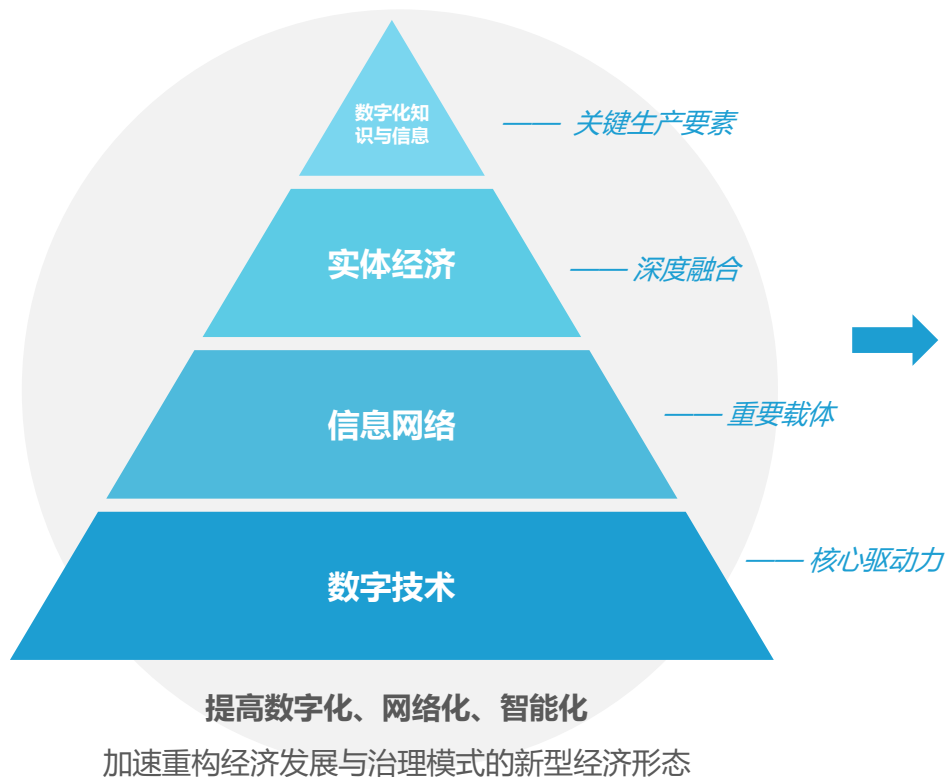 数字化知
识与信息
—— 关键生产要素
实体经济
—— 深度融合
信息网络
—— 重要载体
数字技术
—— 核心驱动力
提高数字化、网络化、智能化
加速重构经济发展与治理模式的新型经济形态